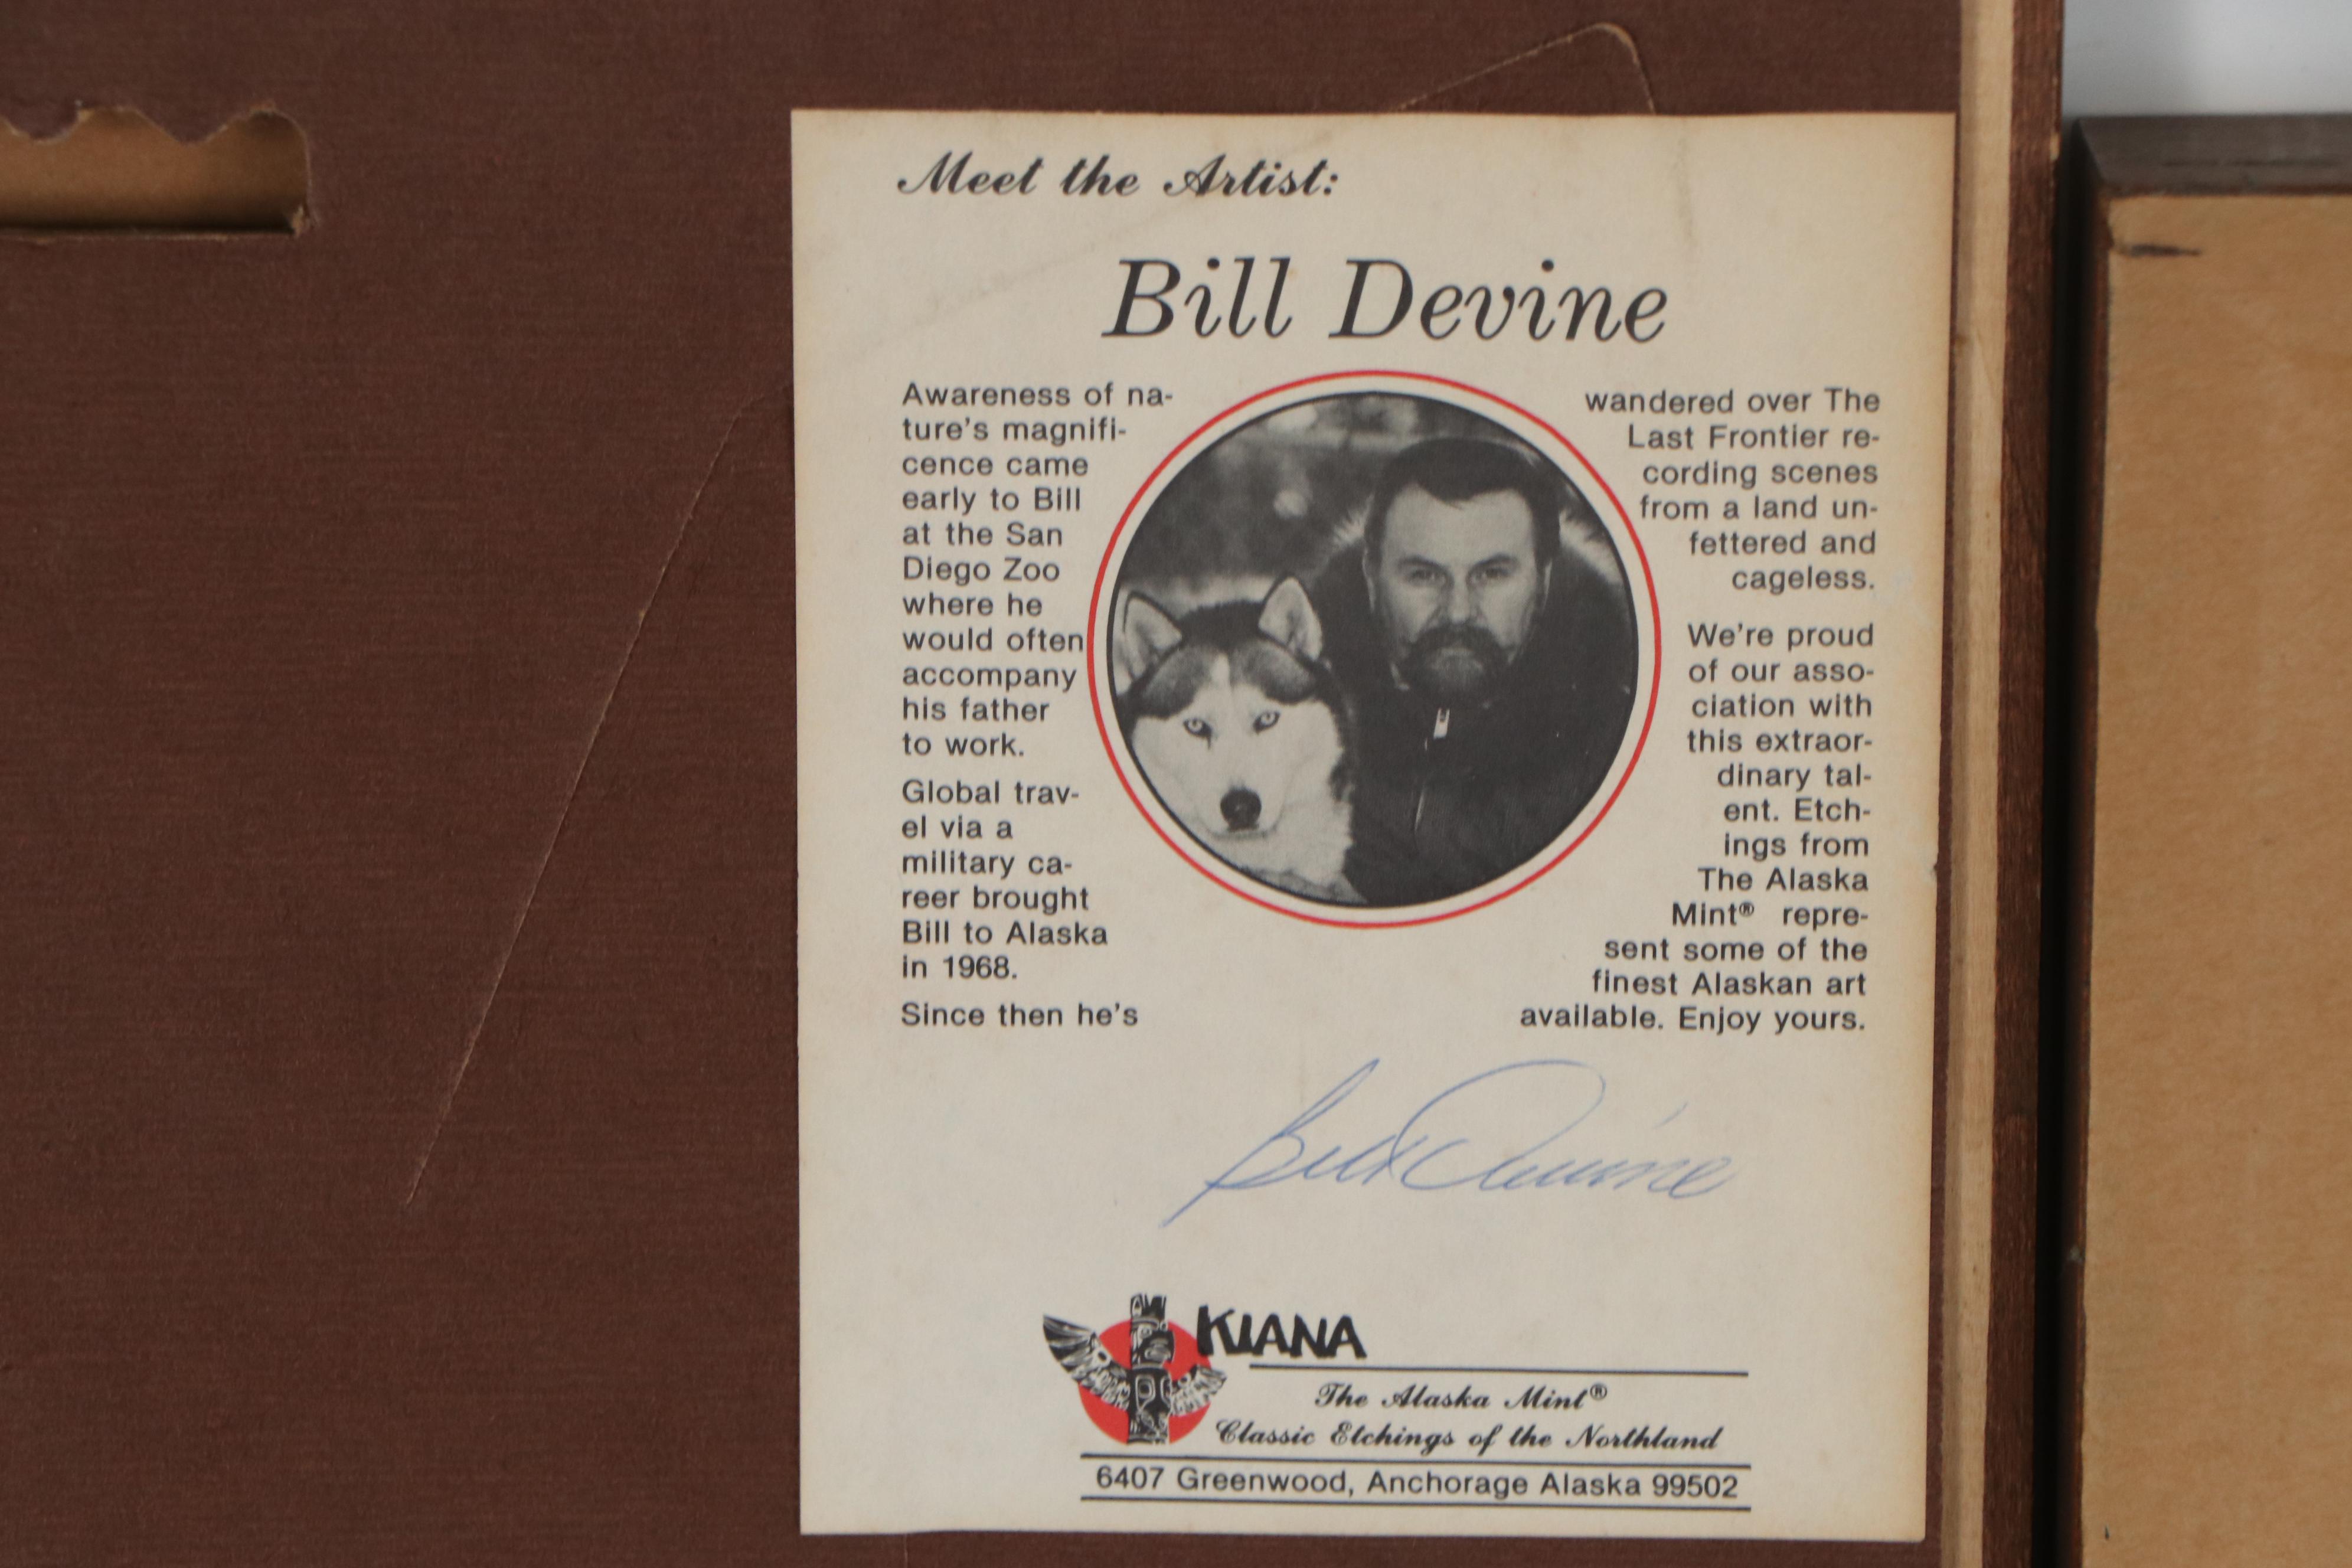 Meet the Artist:
Bill Devine
Awareness of na-
ture's magnifi-
cence came
early to Bill
at the San
Diego Zoo
where he
would often
accompany
his father
to work.
Global trav-
el via a
military ca-
reer brought
Bill to Alaska
in 1968.
Since then he's
wandered over The
Last Frontier re-
cording scenes
from a land un-
fettered and
cageless.
We're proud
of our asso-
ciation with
this extraor-
dinary tal-
ent. Etch-
ings from
The Alaska
Mint® repre-
sent some of the
finest Alaskan art
available. Enjoy yours.
Bill Devine
KIANA
The Alaska Mint®
Classic Etchings of the Northland
6407 Greenwood, Anchorage Alaska 99502